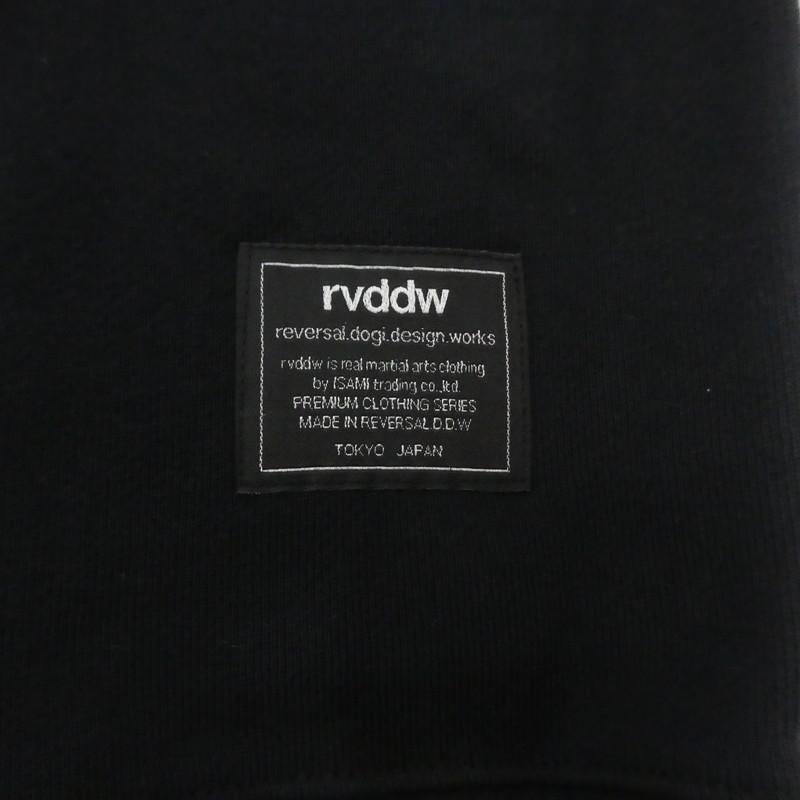 rvddw
reversal.dogi.design.works
rvddw is real martial arts clothing
by ISAMI trading co.,ltd.
PREMIUM CLOTHING SERIES
MADE IN REVERSAL.D.D.W
TOKYO JAPAN